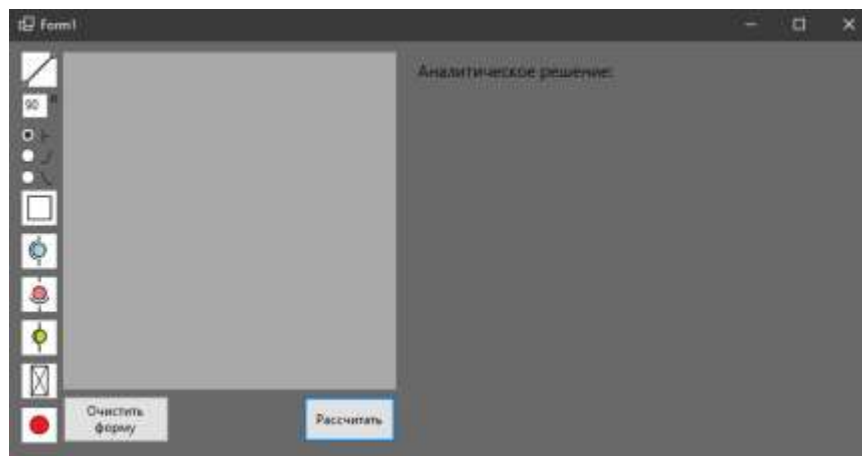 Form1
Аналитическое решение:
90 °
Очистить
форму
Рассчитать